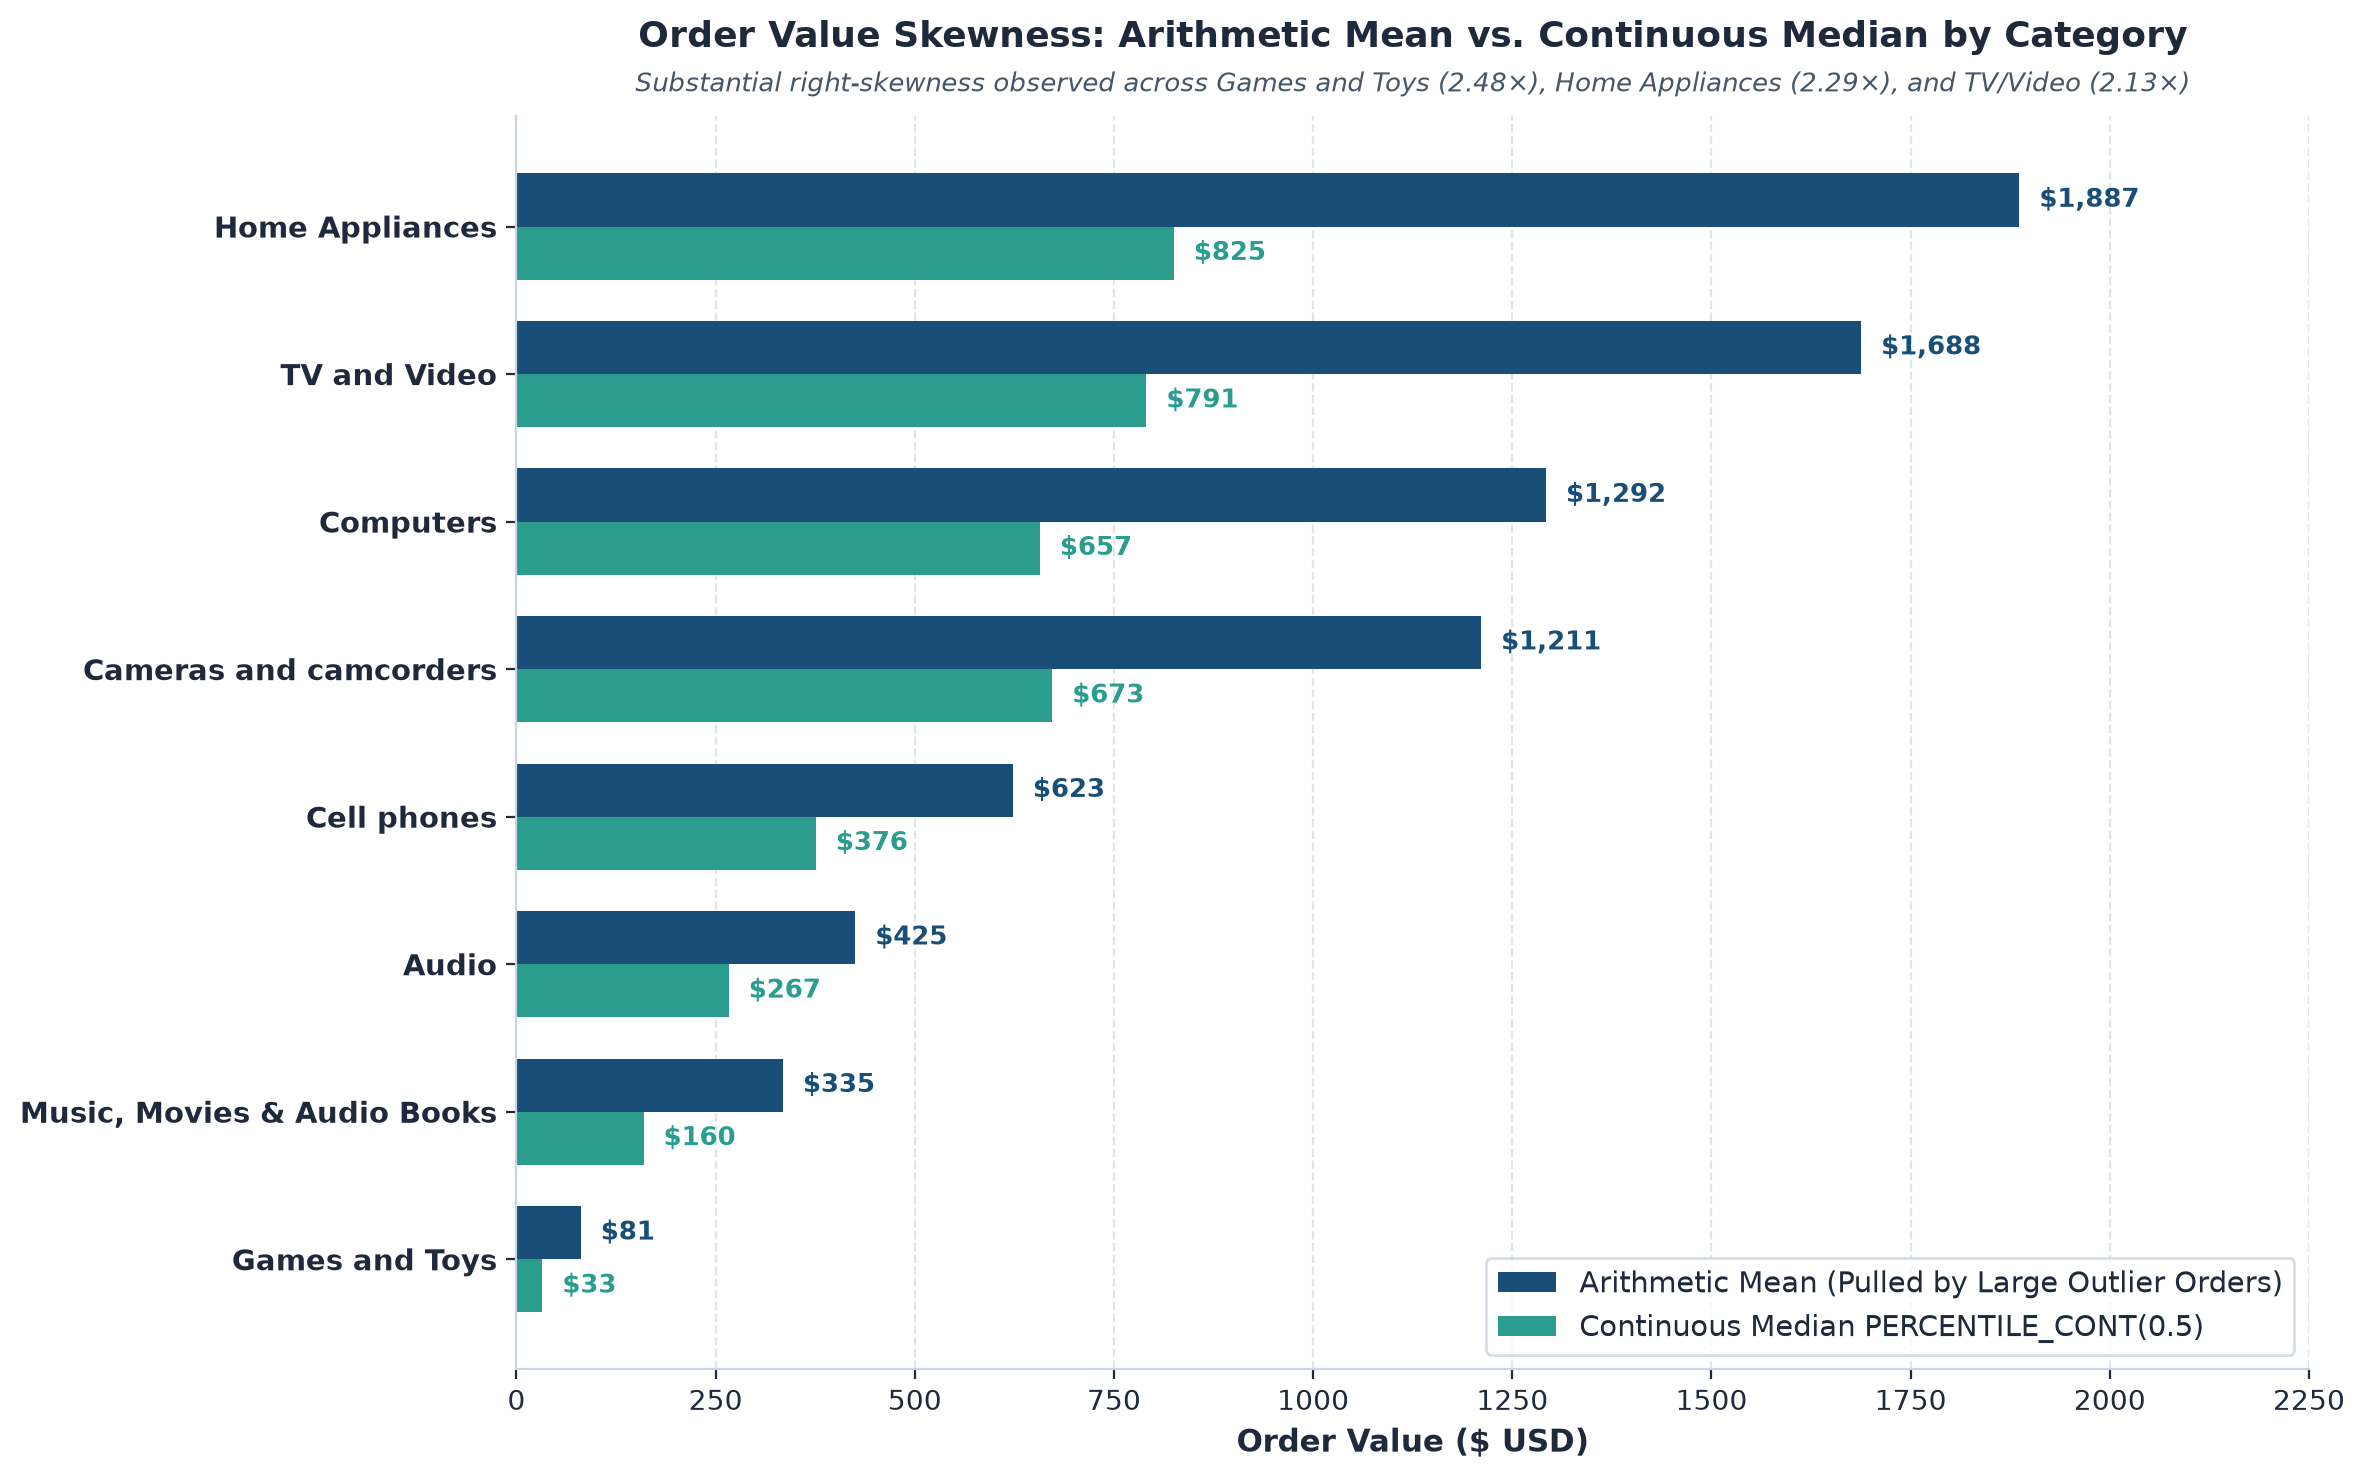 Order Value Skewness: Arithmetic Mean vs. Continuous Median by Category
Substantial right-skewness observed across Games and Toys (2.48×), Home Appliances (2.29×), and TV/Video (2.13×)
Home Appliances
$1,887
$825
TV and Video
$1,688
$791
Computers
$1,292
$657
Cameras and camcorders
$1,211
$673
Cell phones
$623
$376
Audio
$425
$267
Music, Movies & Audio Books
$335
$160
Games and Toys
$81
$33
Arithmetic Mean (Pulled by Large Outlier Orders)
Continuous Median PERCENTILE_CONT(0.5)
0 250 500 750 1000 1250 1500 1750 2000 2250
Order Value ($ USD)